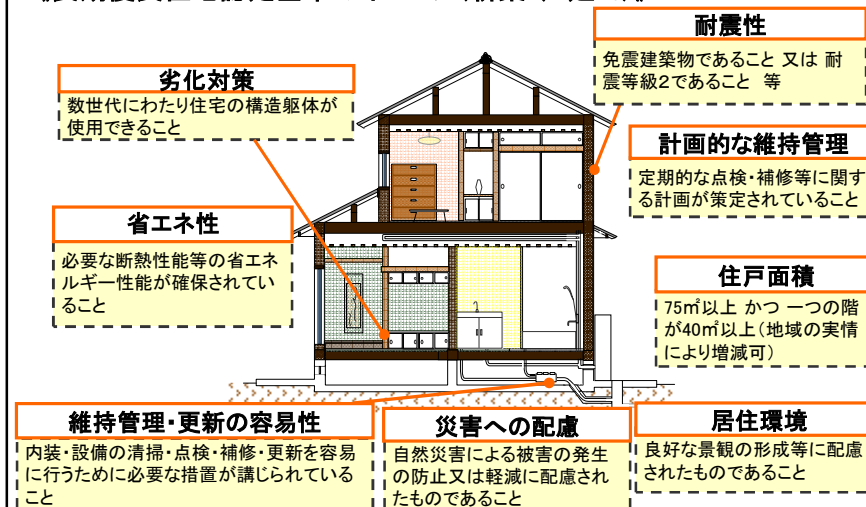 耐震性
免震建築物であること 又は 耐
震等級2であること 等
劣化対策
数世代にわたり住宅の構造躯体が
使用できること
計画的な維持管理
定期的な点検・補修等に関す
る計画が策定されていること
省エネ性
必要な断熱性能等の省エネ
ルギー性能が確保されてい
ること
住戸面積
75㎡以上 かつ 一つの階
が40㎡以上(地域の実情
により増減可)
維持管理・更新の容易性
内装・設備の清掃・点検・補修・更新を容易
に行うために必要な措置が講じられている
こと
災害への配慮
自然災害による被害の発生
の防止又は軽減に配慮され
たものであること
居住環境
良好な景観の形成等に配慮
されたものであること